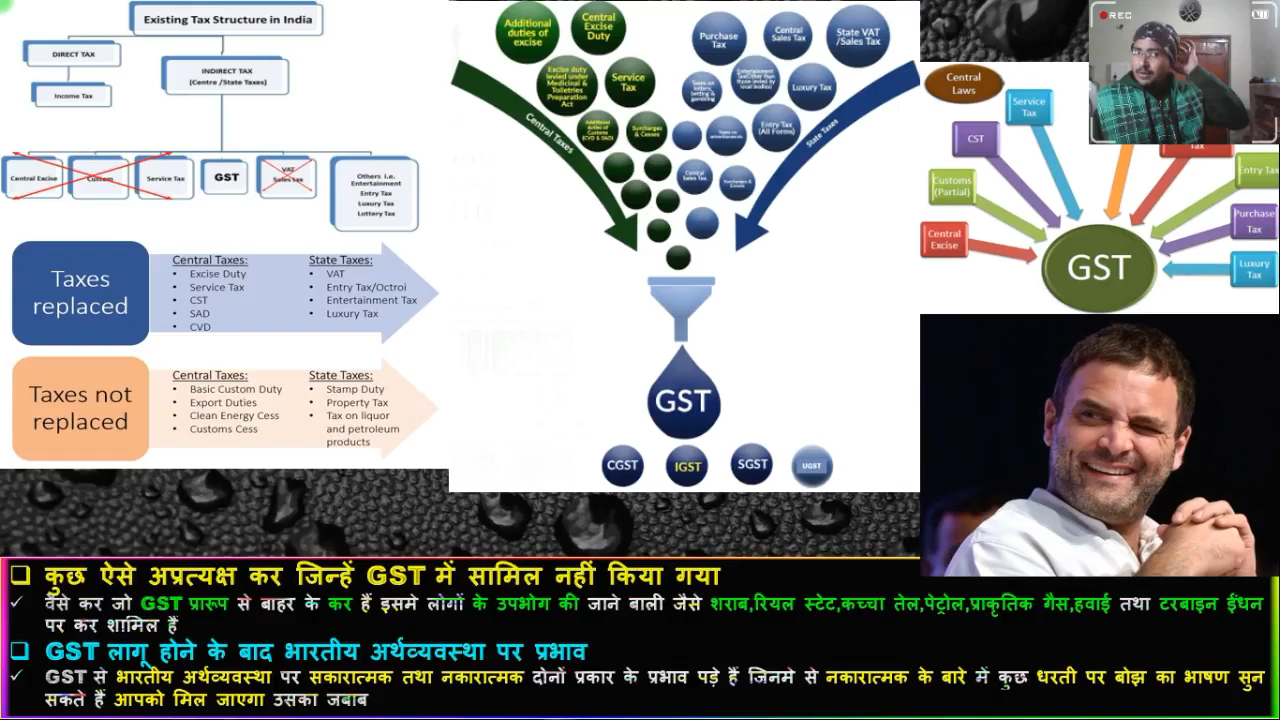 Existing Tax Structure in India
DIRECT TAX
INDIRECT TAX
(Centre /State Taxes)
Income Tax
Central Excise
Custom
Service Tax
GST
VAT
Sales tax
Others i.e.
Entertainment
Entry Tax
Luxury Tax
Lottery Tax
Taxes
replaced
Central Taxes:
• Excise Duty
• Service Tax
• CST
• SAD
• CVD
State Taxes:
• VAT
• Entry Tax/Octroi
• Entertainment Tax
• Luxury Tax
Taxes not
replaced
Central Taxes:
• Basic Custom Duty
• Export Duties
• Clean Energy Cess
• Customs Cess
State Taxes:
• Stamp Duty
• Property Tax
• Tax on liquor
and petroleum
products
Additional
duties of
excise
Central
Excise
Duty
Excise duty
levied under
Medicinal &
Toiletries
Preparation
Act
Service
Tax
Additional
duties of
Customs
(CVD & SAD)
Surcharges
& Cesses
Central Taxes
Purchase
Tax
Central
Sales Tax
State VAT
/Sales Tax
Taxes on
lottery,
betting &
gambling
Entertainment
Tax(Other than
those levied by
local bodies)
Luxury Tax
Taxes on
advertisements
Entry Tax
(All Forms)
Central
Sales Tax
Surcharges &
Cesses
State Taxes
GST
CGST
IGST
SGST
UGST
REC
Central
Laws
Service
Tax
CST
Customs
(Partial)
Central
Excise
Tax
Entry Tax
Purchase
Tax
Luxury
Tax
GST
❑ कुछ ऐसे अप्रत्यक्ष कर जिन्हें GST में सामिल नहीं किया गया
✓ वैसे कर जो GST प्रारूप से बाहर के कर हैं इसमे लोगों के उपभोग की जाने बाली जैसे शराब,रियल स्टेट,कच्चा तेल,पेट्रोल,प्राकृतिक गैस,हवाई तथा टरबाइन ईंधन
पर कर शामिल हैं
❑ GST लागू होने के बाद भारतीय अर्थव्यवस्था पर प्रभाव
✓ GST से भारतीय अर्थव्यवस्था पर सकारात्मक तथा नकारात्मक दोनों प्रकार के प्रभाव पड़े हैं जिनमे से नकारात्मक के बारे में कुछ धरती पर बोझ का भाषण सुन
सकते हैं आपको मिल जाएगा उसका जबाब